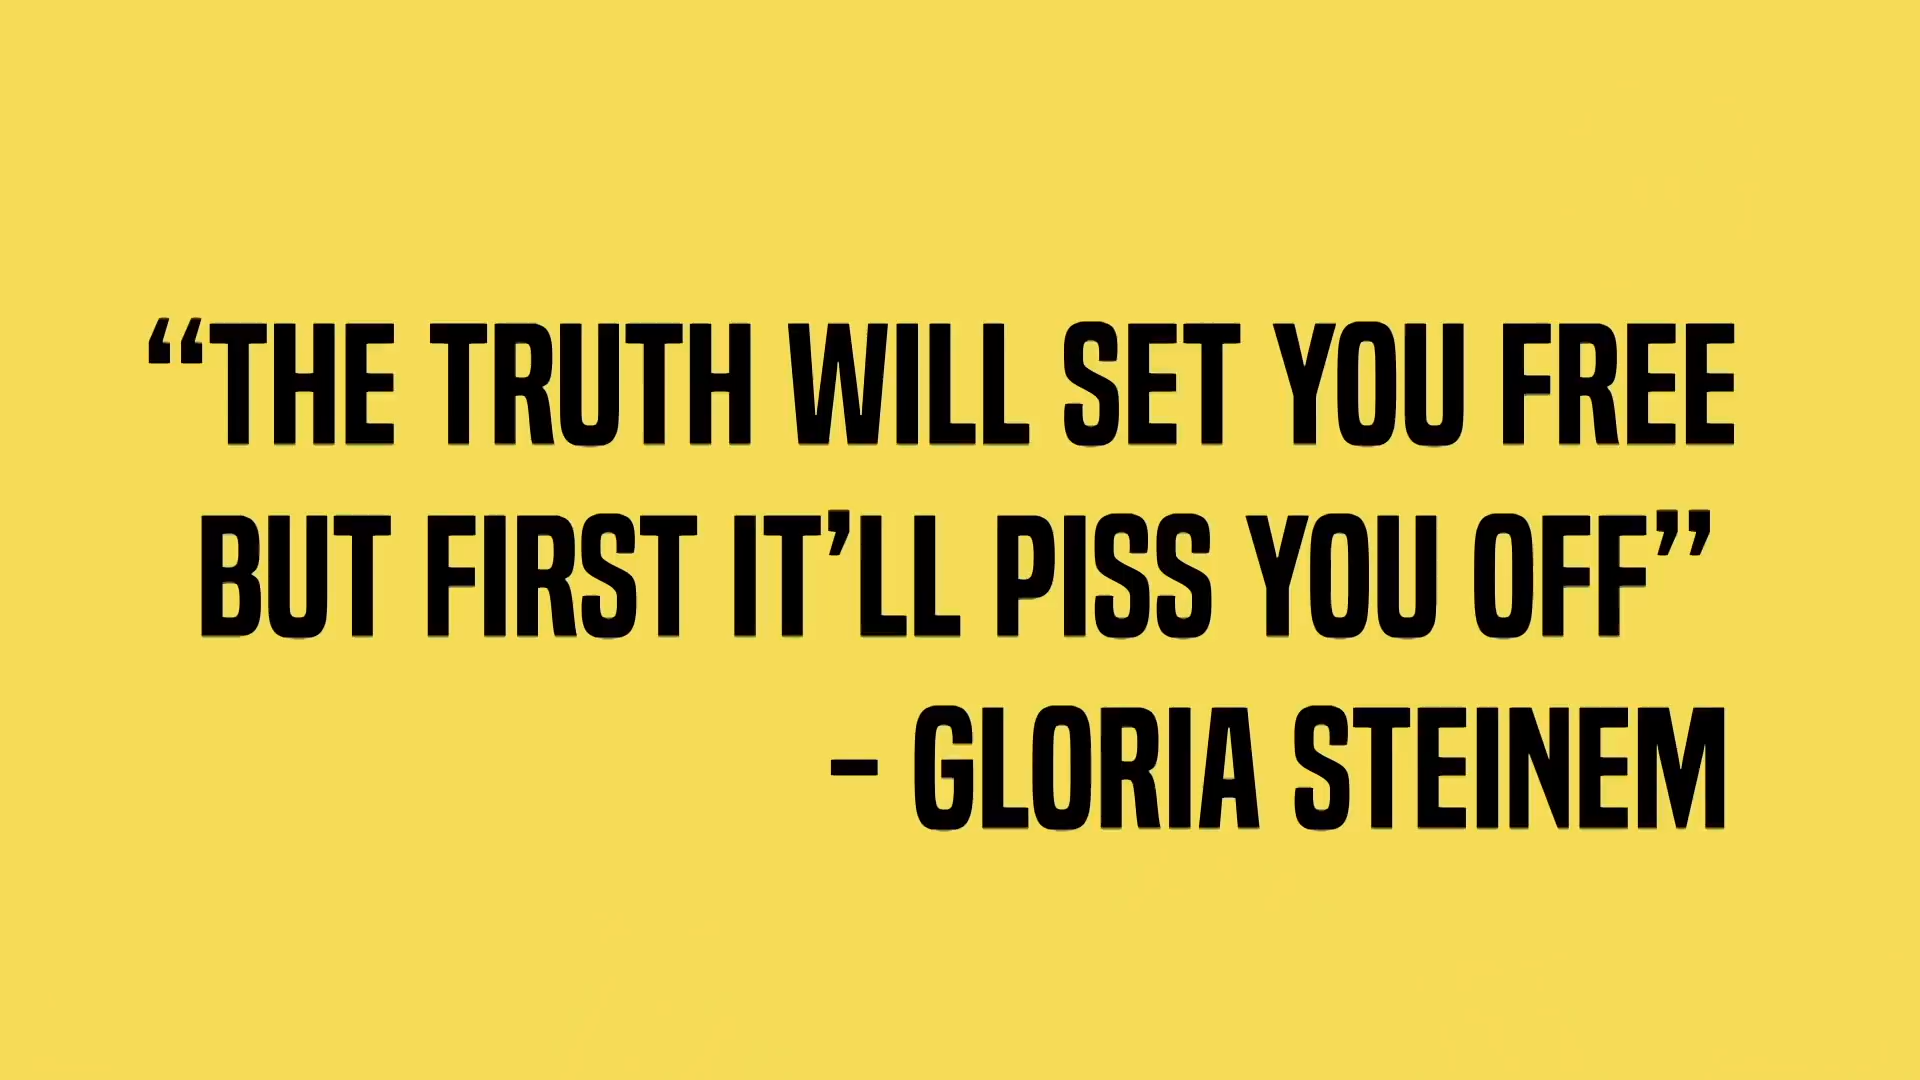 “THE TRUTH WILL SET YOU FREE
BUT FIRST IT’LL PISS YOU OFF”
– GLORIA STEINEM